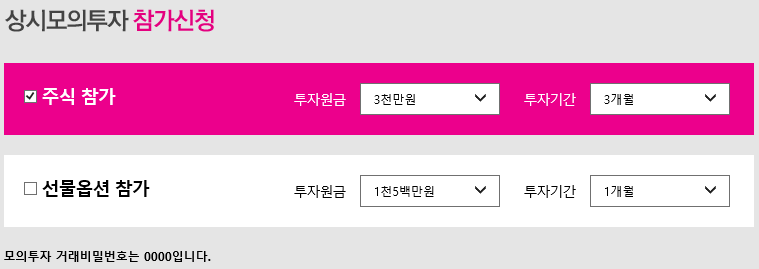 상시모의투자 참가신청
주식 참가 투자원금 3천만원 투자기간 3개월
선물옵션 참가 투자원금 1천5백만원 투자기간 1개월
모의투자 거래비밀번호는 0000입니다.